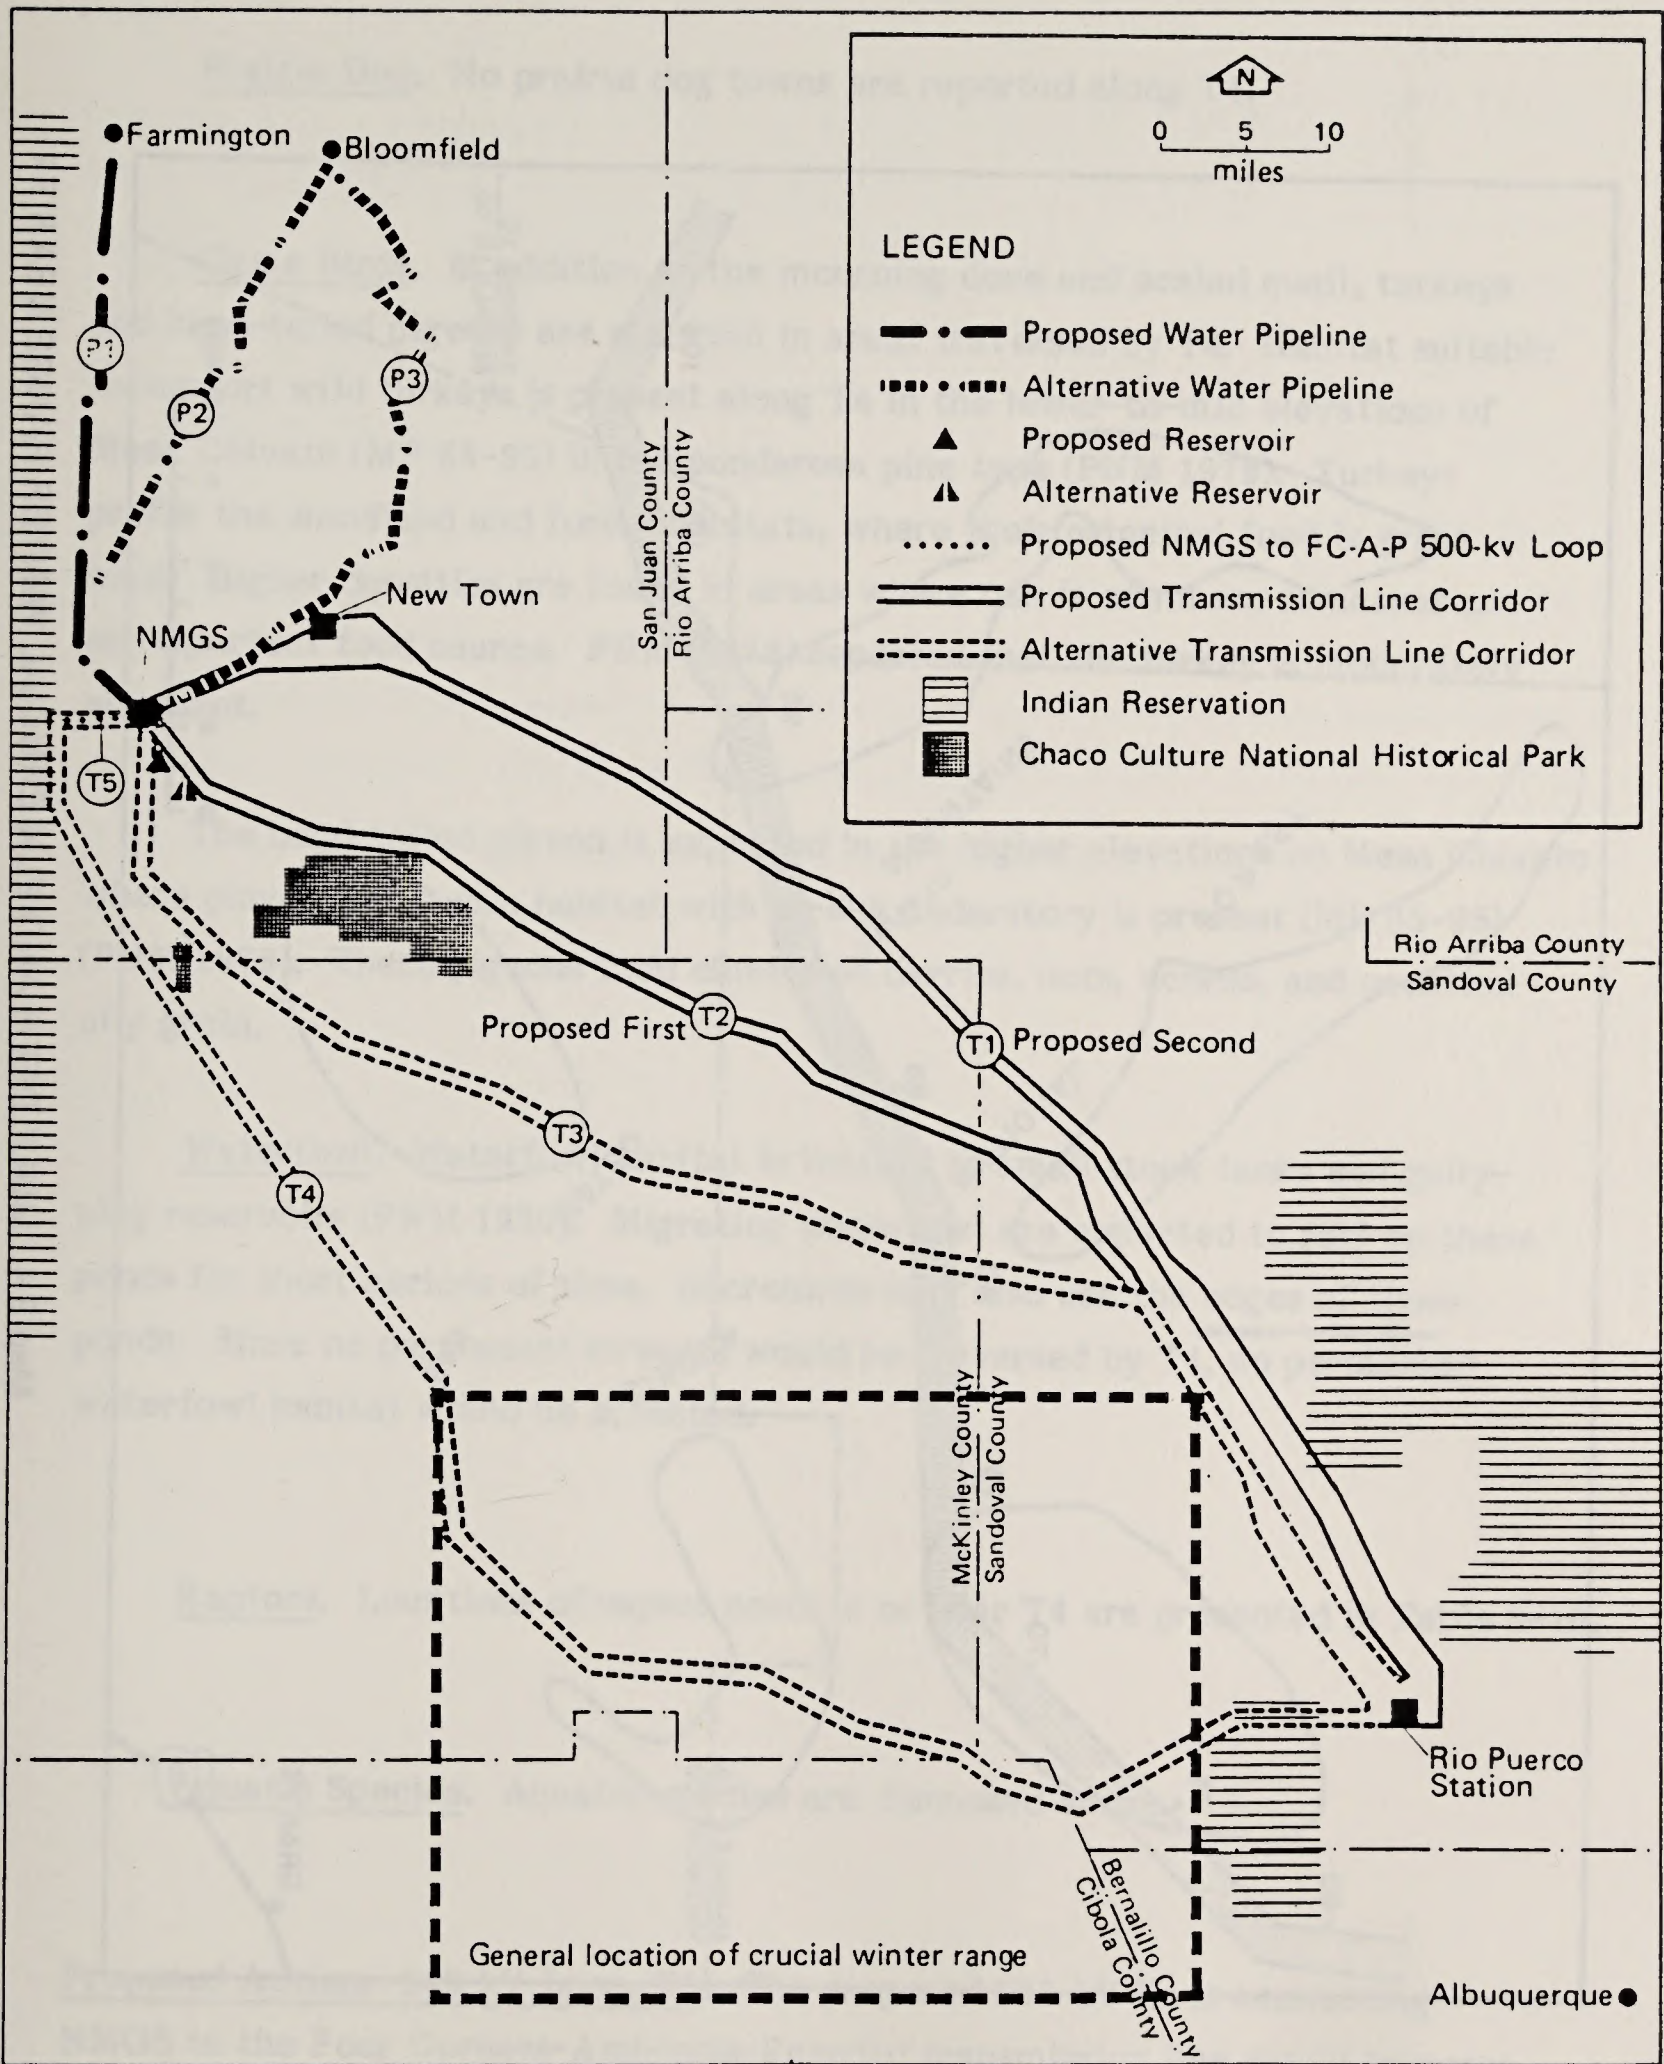 Farmington
Bloomfield
N
0 5 10
miles
LEGEND
Proposed Water Pipeline
Alternative Water Pipeline
Proposed Reservoir
Alternative Reservoir
Proposed NMGS to FC-A-P 500-kv Loop
Proposed Transmission Line Corridor
Alternative Transmission Line Corridor
Indian Reservation
Chaco Culture National Historical Park
P1
P2
P3
San Juan County
Rio Arriba County
New Town
NMGS
T5
Rio Arriba County
Sandoval County
Proposed First T2
T1 Proposed Second
T3
T4
McKinley County
Sandoval County
Rio Puerco
Station
Bernalillo County
Cibola County
General location of crucial winter range
Albuquerque